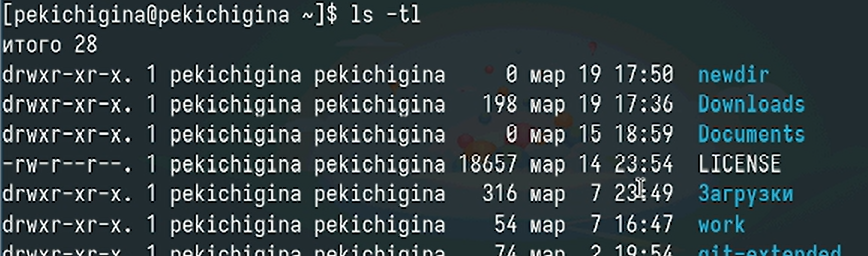 [pekichigina@pekichigina ~]$ ls -tl
итого 28
drwxr-xr-x. 1 pekichigina pekichigina 0 мар 19 17:50 newdir
drwxr-xr-x. 1 pekichigina pekichigina 198 мар 19 17:36 Downloads
drwxr-xr-x. 1 pekichigina pekichigina 0 мар 15 18:59 Documents
-rw-r--r--. 1 pekichigina pekichigina 18657 мар 14 23:54 LICENSE
drwxr-xr-x. 1 pekichigina pekichigina 316 мар 7 23:49 Загрузки
drwxr-xr-x. 1 pekichigina pekichigina 54 мар 7 16:47 work
drwxr-xr-x. 1 pekichigina pekichigina 74 мар 2 19:54 git-extended